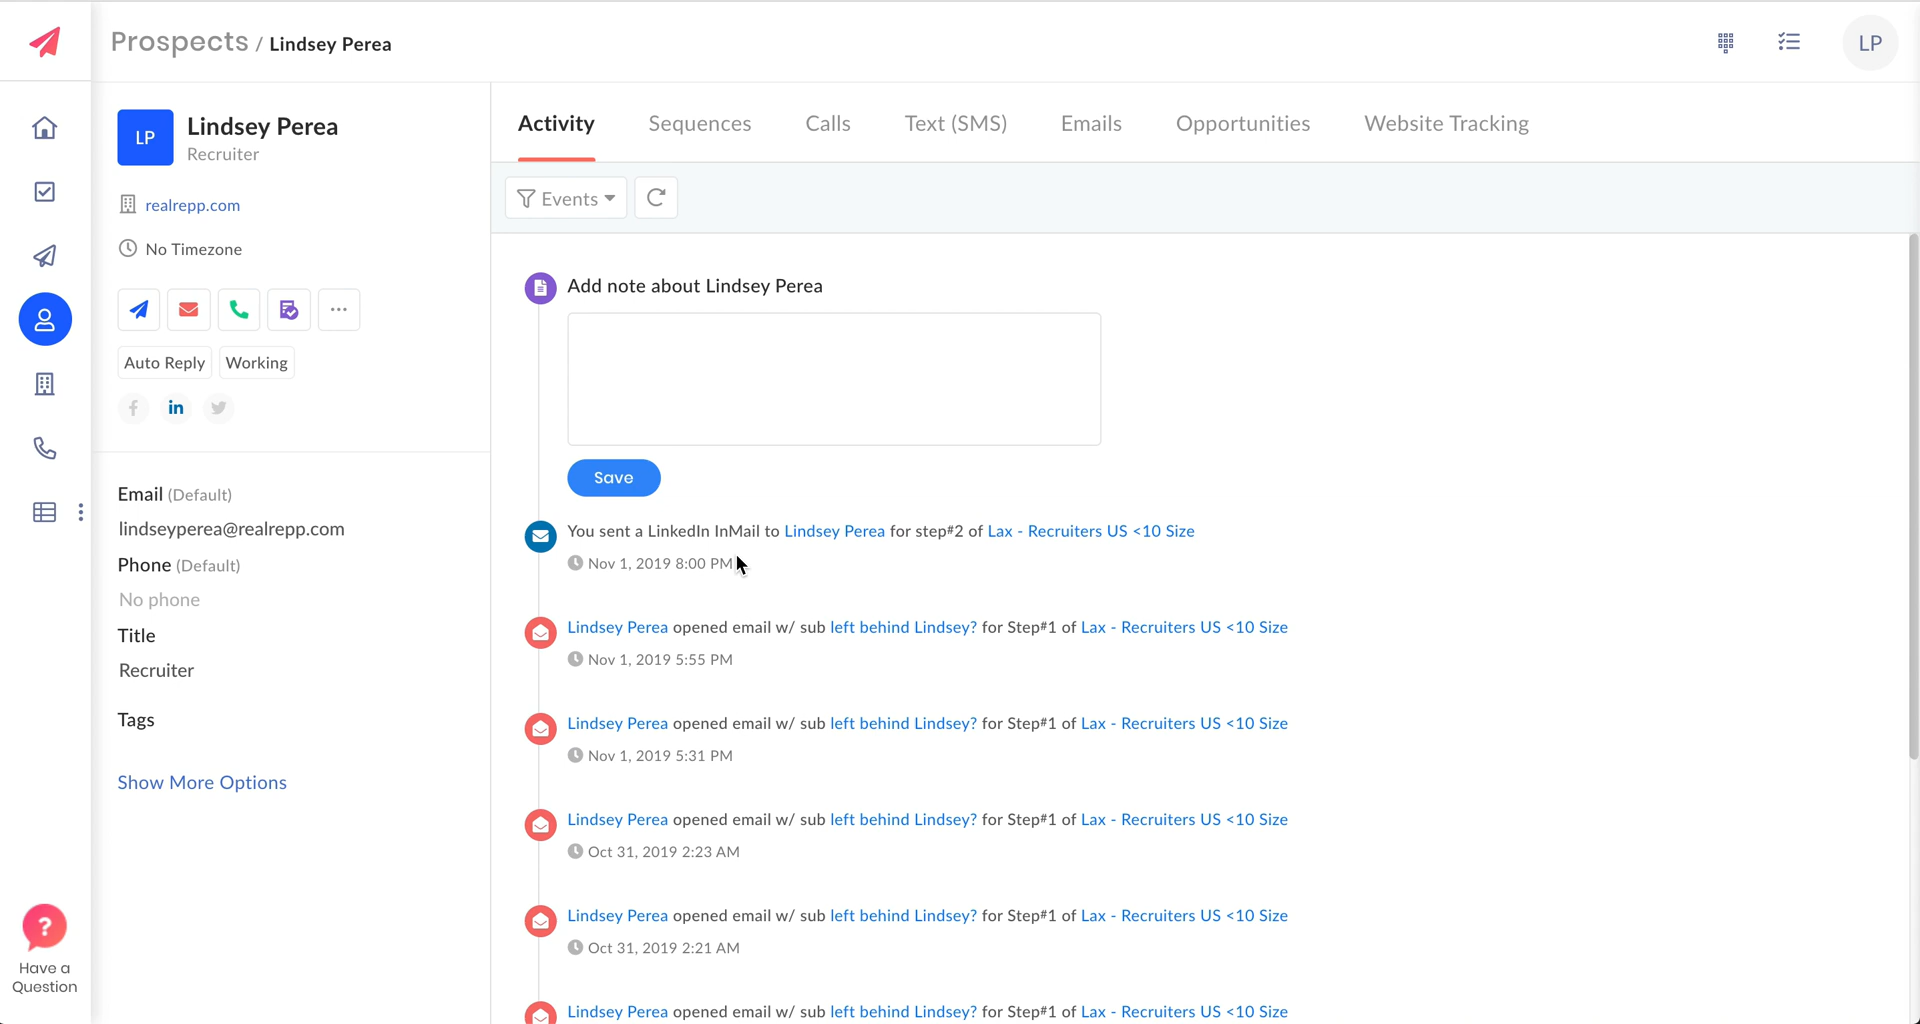 Prospects / Lindsey Perea
LP
LP
Lindsey Perea
Recruiter
realrepp.com
No Timezone
Auto Reply
Working
Email (Default)
lindseyperea@realrepp.com
Phone (Default)
No phone
Title
Recruiter
Tags
Show More Options
Have a
Question
Activity
Sequences
Calls
Text (SMS)
Emails
Opportunities
Website Tracking
Events
Add note about Lindsey Perea
Save
You sent a LinkedIn InMail to Lindsey Perea for step#2 of Lax - Recruiters US <10 Size
Nov 1, 2019 8:00 PM
Lindsey Perea opened email w/ sub left behind Lindsey? for Step#1 of Lax - Recruiters US <10 Size
Nov 1, 2019 5:55 PM
Lindsey Perea opened email w/ sub left behind Lindsey? for Step#1 of Lax - Recruiters US <10 Size
Nov 1, 2019 5:31 PM
Lindsey Perea opened email w/ sub left behind Lindsey? for Step#1 of Lax - Recruiters US <10 Size
Oct 31, 2019 2:23 AM
Lindsey Perea opened email w/ sub left behind Lindsey? for Step#1 of Lax - Recruiters US <10 Size
Oct 31, 2019 2:21 AM
Lindsey Perea opened email w/ sub left behind Lindsey? for Step#1 of Lax - Recruiters US <10 Size